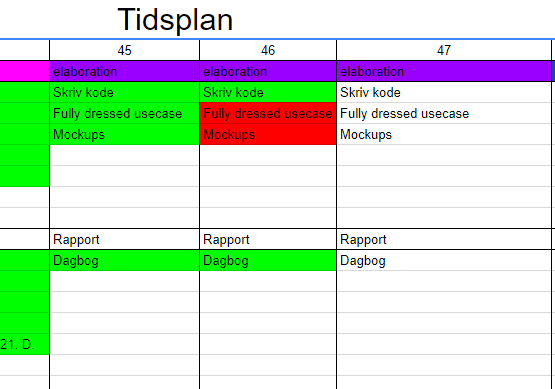 Tidsplan
45 46 47
elaboration elaboration elaboration
Skriv kode Skriv kode Skriv kode
Fully dressed usecase Fully dressed usecase Fully dressed usecase
Mockups Mockups Mockups
Rapport Rapport Rapport
Dagbog Dagbog Dagbog
21. D.